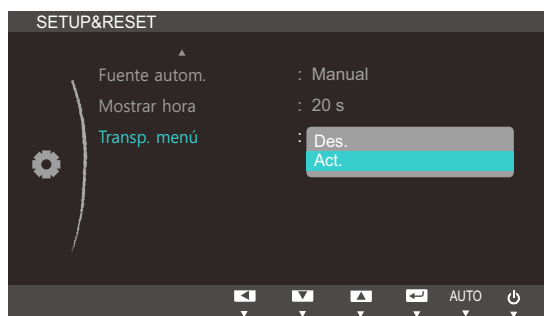 SETUP&RESET
Fuente autom. : Manual
Mostrar hora : 20 s
Transp. menú : Des.
Act.
AUTO